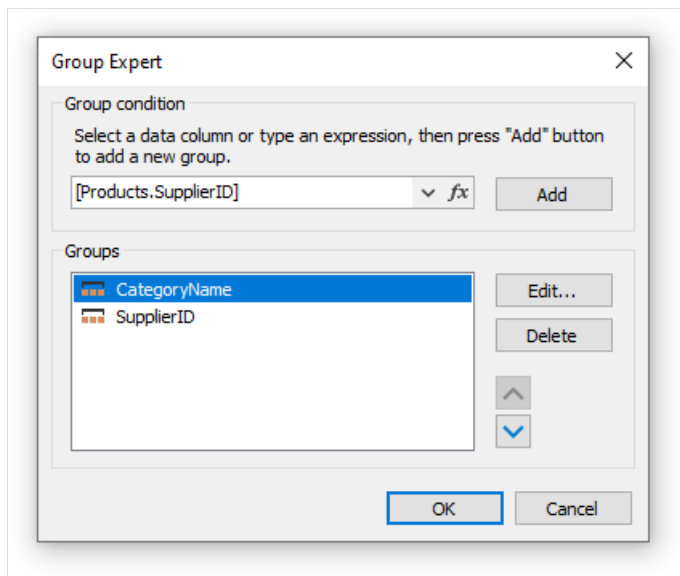 Group Expert
Group condition
Select a data column or type an expression, then press "Add" button
to add a new group.
[Products.SupplierID]
fx
Add
Groups
CategoryName
SupplierID
Edit...
Delete
OK
Cancel